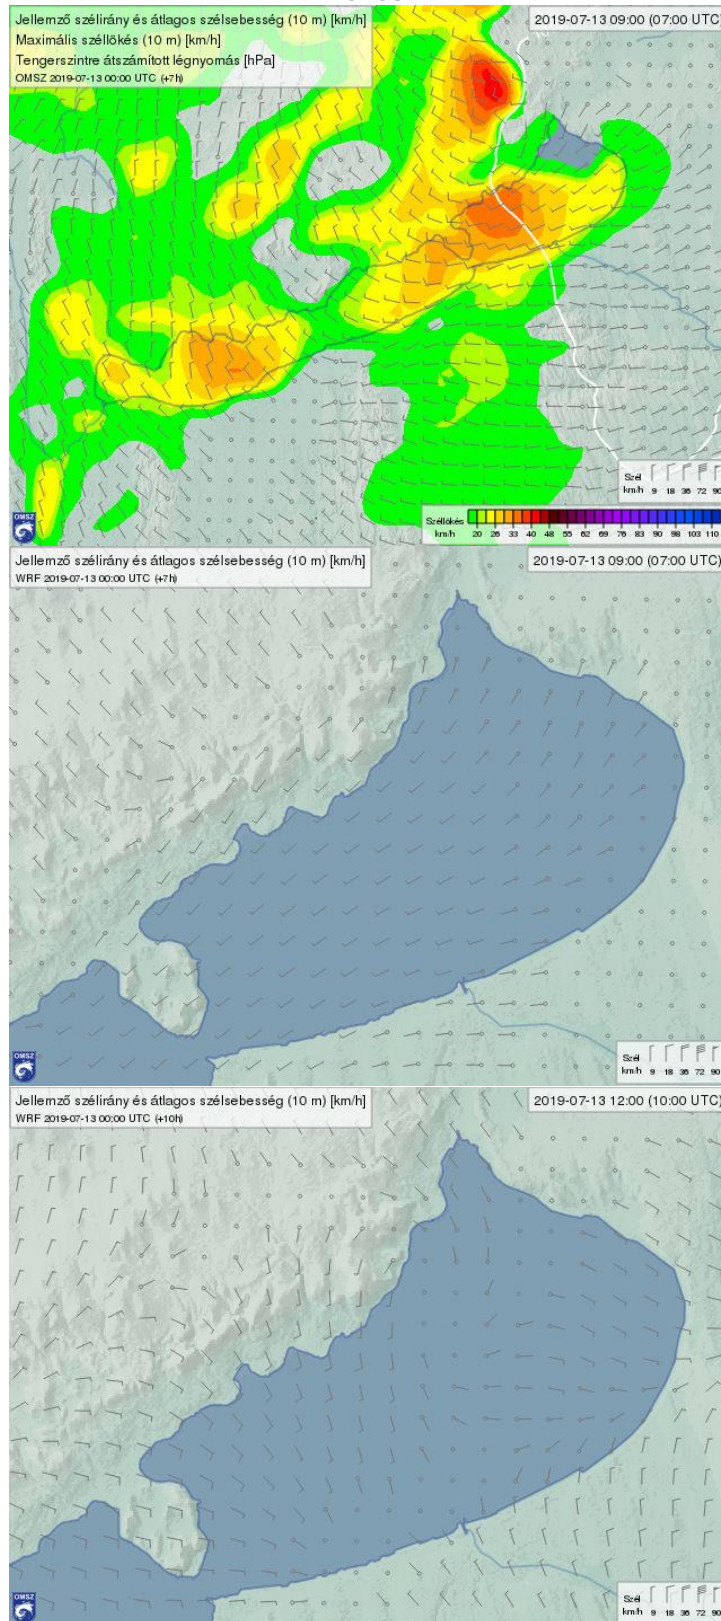 Jellemző szélirány és átlagos szélsebesség (10 m) [km/h]
Maximális széllökés (10 m) [km/h]
Tengerszintre átszámított légnyomás [hPa]
OMSZ 2019-07-13 00:00 UTC (+7h)
2019-07-13 09:00 (07:00 UTC)
Szél
km/h 9 18 36 72 90
Széllökés
km/h 20 26 33 40 48 55 62 69 76 83 90 98 105 110
OMSZ
Jellemző szélirány és átlagos szélsebesség (10 m) [km/h]
WRF 2019-07-13 00:00 UTC (+7h)
2019-07-13 09:00 (07:00 UTC)
Szél
km/h 9 18 36 72 90
OMSZ
Jellemző szélirány és átlagos szélsebesség (10 m) [km/h]
WRF 2019-07-13 00:00 UTC (+10h)
2019-07-13 12:00 (10:00 UTC)
Szél
km/h 9 18 36 72 90
OMSZ